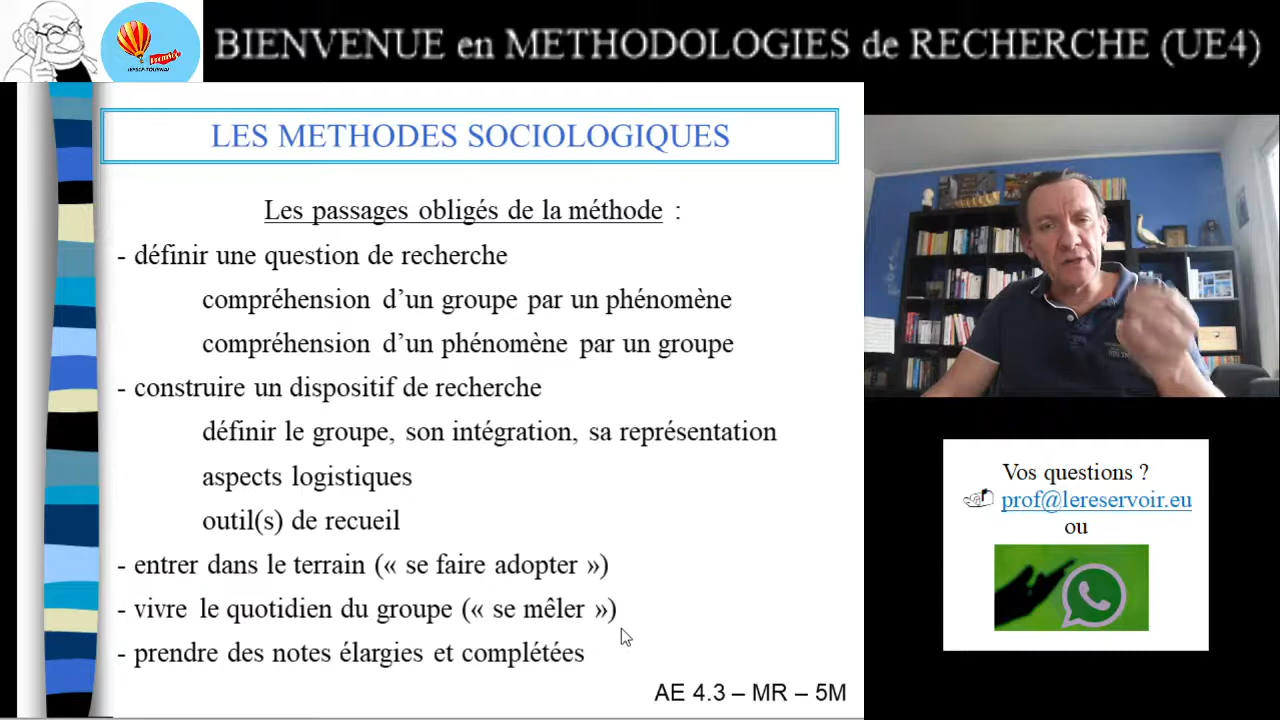 BIENVENUE en METHODOLOGIES de RECHERCHE (UE4)
IEFSCF-TOURNAI
LES METHODES SOCIOLOGIQUES
Les passages obligés de la méthode :
- définir une question de recherche
compréhension d’un groupe par un phénomène
compréhension d’un phénomène par un groupe
- construire un dispositif de recherche
définir le groupe, son intégration, sa représentation
aspects logistiques
outil(s) de recueil
- entrer dans le terrain (« se faire adopter »)
- vivre le quotidien du groupe (« se mêler »)
- prendre des notes élargies et complétées
AE 4.3 – MR – 5M
Vos questions ?
prof@lereservoir.eu
ou